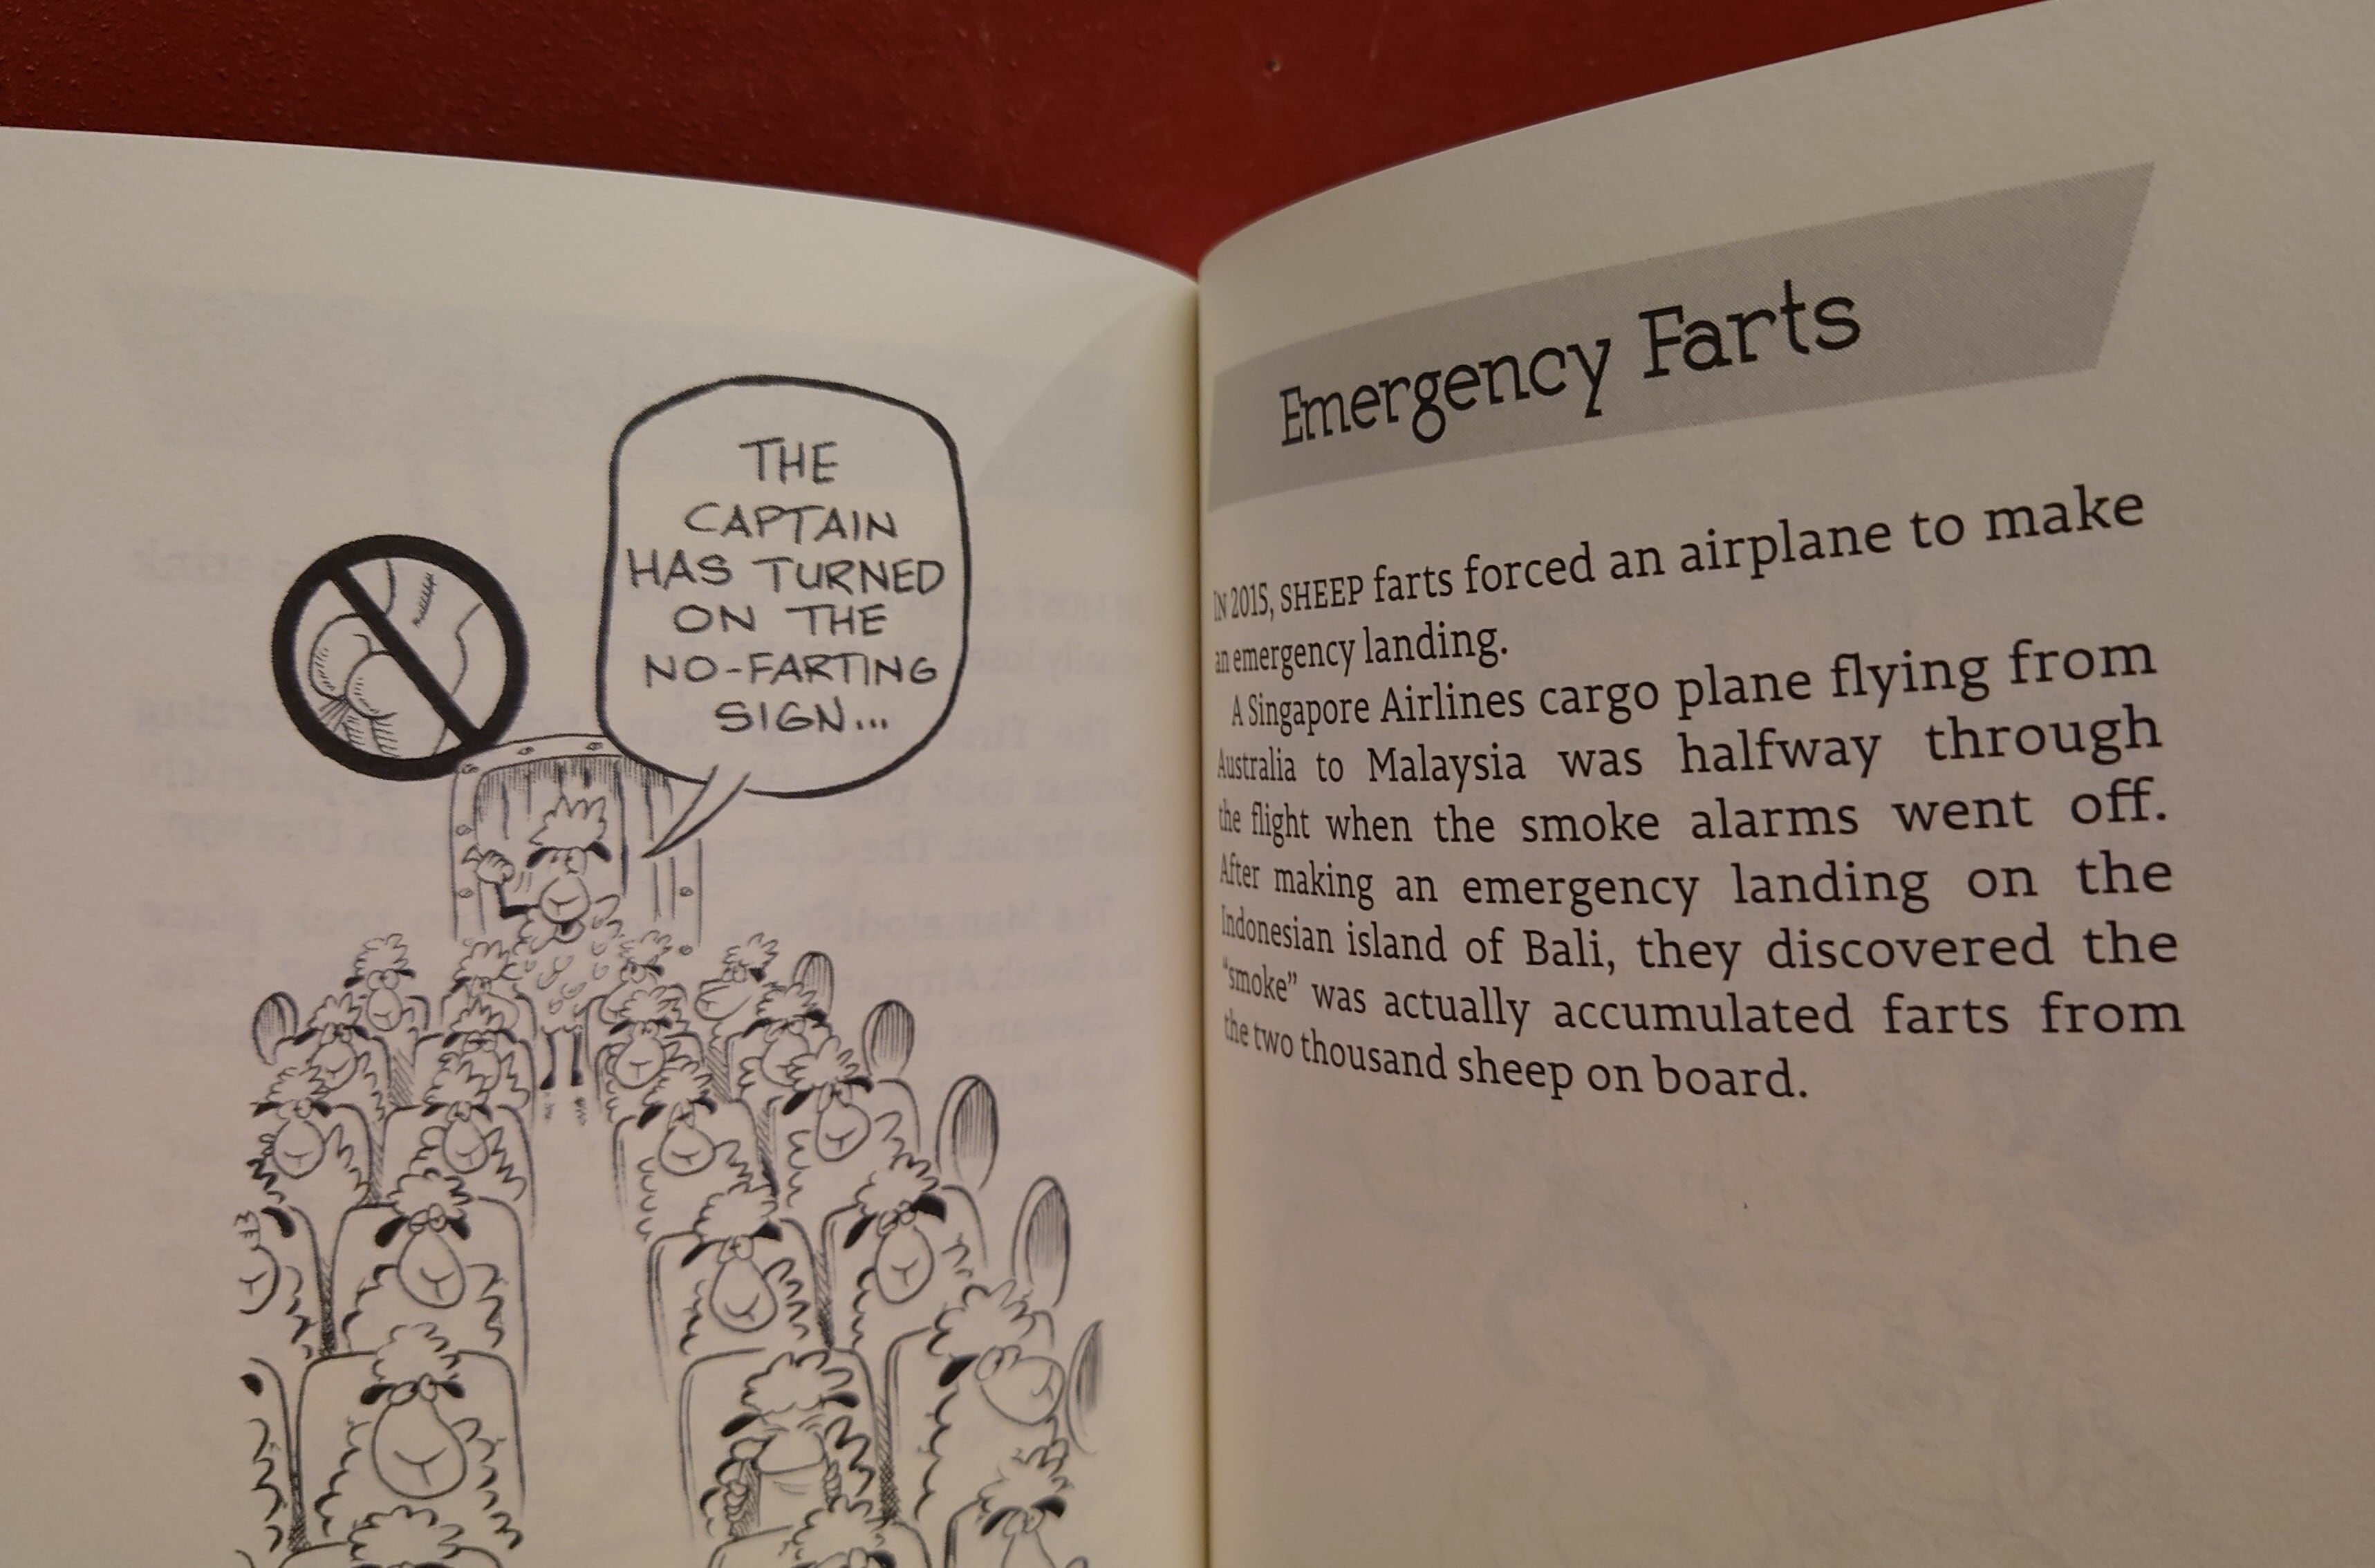 THE
CAPTAIN
HAS TURNED
ON THE
NO-FARTING
SIGN...
Emergency Farts
IN 2015, SHEEP farts forced an airplane to make
an emergency landing.
A Singapore Airlines cargo plane flying from
Australia to Malaysia was halfway through
the flight when the smoke alarms went off.
After making an emergency landing on the
Indonesian island of Bali, they discovered the
“smoke” was actually accumulated farts from
the two thousand sheep on board.